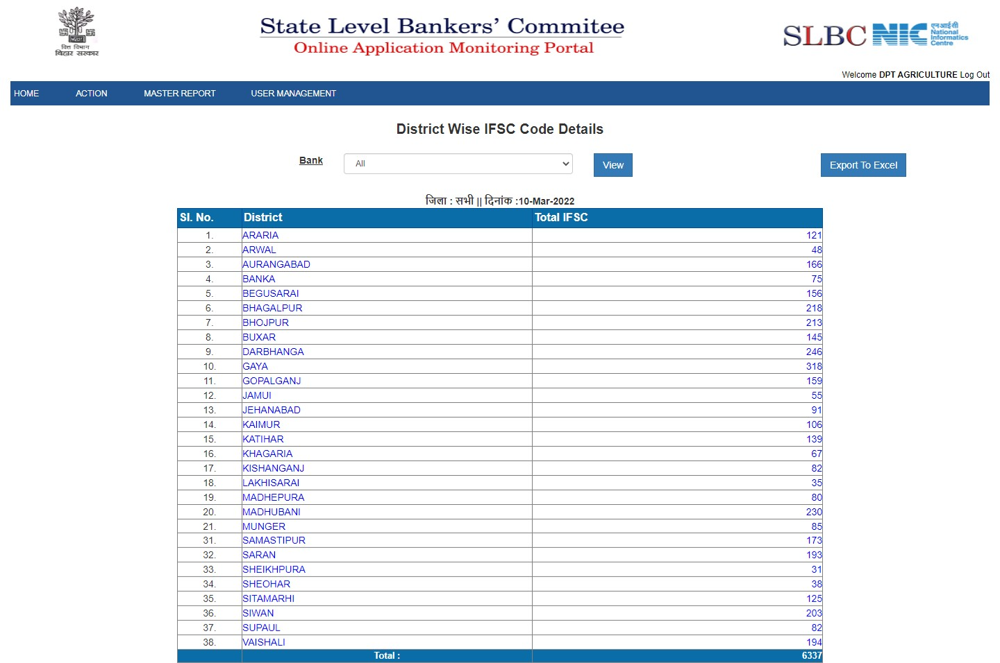 वित्त विभाग
बिहार सरकार
State Level Bankers’ Commitee
Online Application Monitoring Portal
SLBC NIC एन आई सी
National
Informatics
Centre
Welcome DPT AGRICULTURE Log Out
HOME ACTION MASTER REPORT USER MANAGEMENT
District Wise IFSC Code Details
Bank All View Export To Excel
जिला : सभी || दिनांक :10-Mar-2022
Sl. No. District Total IFSC
1. ARARIA 121
2. ARWAL 48
3. AURANGABAD 166
4. BANKA 75
5. BEGUSARAI 156
6. BHAGALPUR 218
7. BHOJPUR 213
8. BUXAR 145
9. DARBHANGA 246
10. GAYA 318
11. GOPALGANJ 159
12. JAMUI 55
13. JEHANABAD 91
14. KAIMUR 106
15. KATIHAR 139
16. KHAGARIA 67
17. KISHANGANJ 82
18. LAKHISARAI 35
19. MADHEPURA 80
20. MADHUBANI 230
21. MUNGER 85
31. SAMASTIPUR 173
32. SARAN 193
33. SHEIKHPURA 31
34. SHEOHAR 38
35. SITAMARHI 125
36. SIWAN 203
37. SUPAUL 82
38. VAISHALI 194
Total : 6337